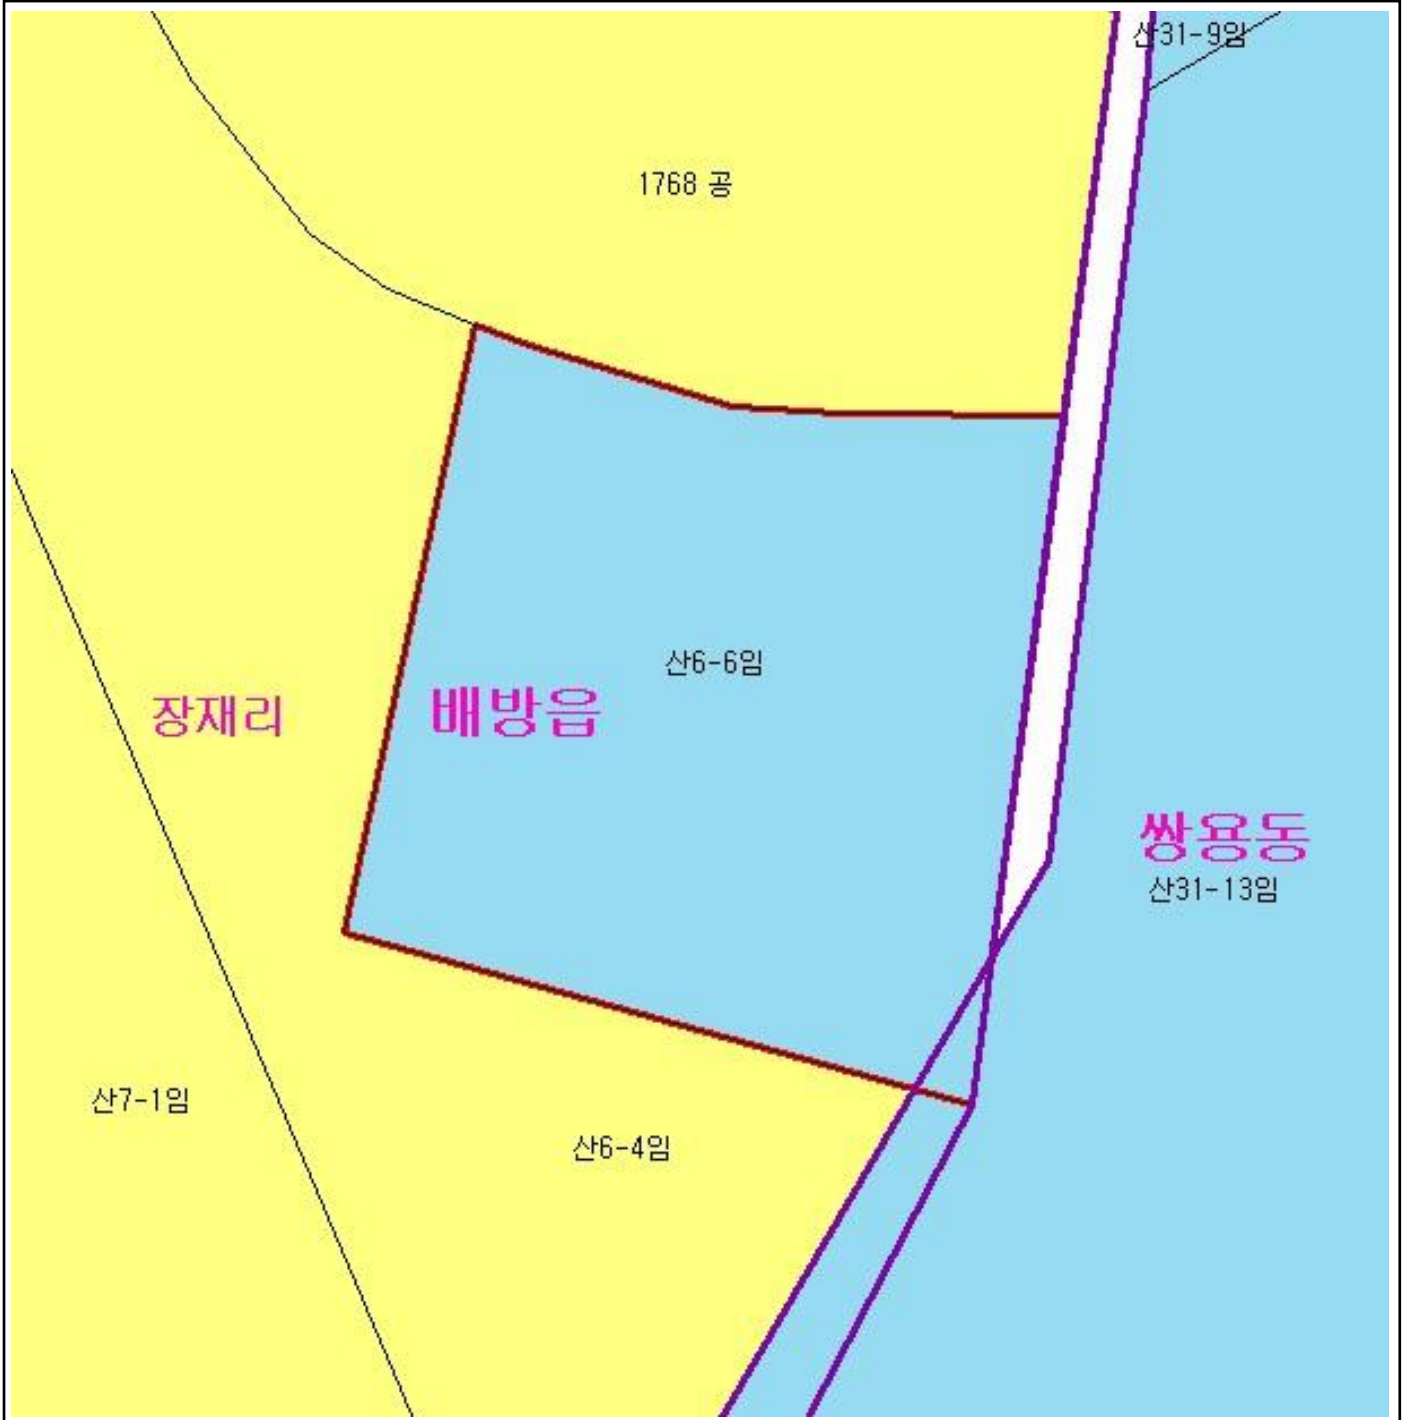 산31-9임
1768 공
산6-6임
장재리
배방읍
쌍용동
산31-13임
산7-1임
산6-4임